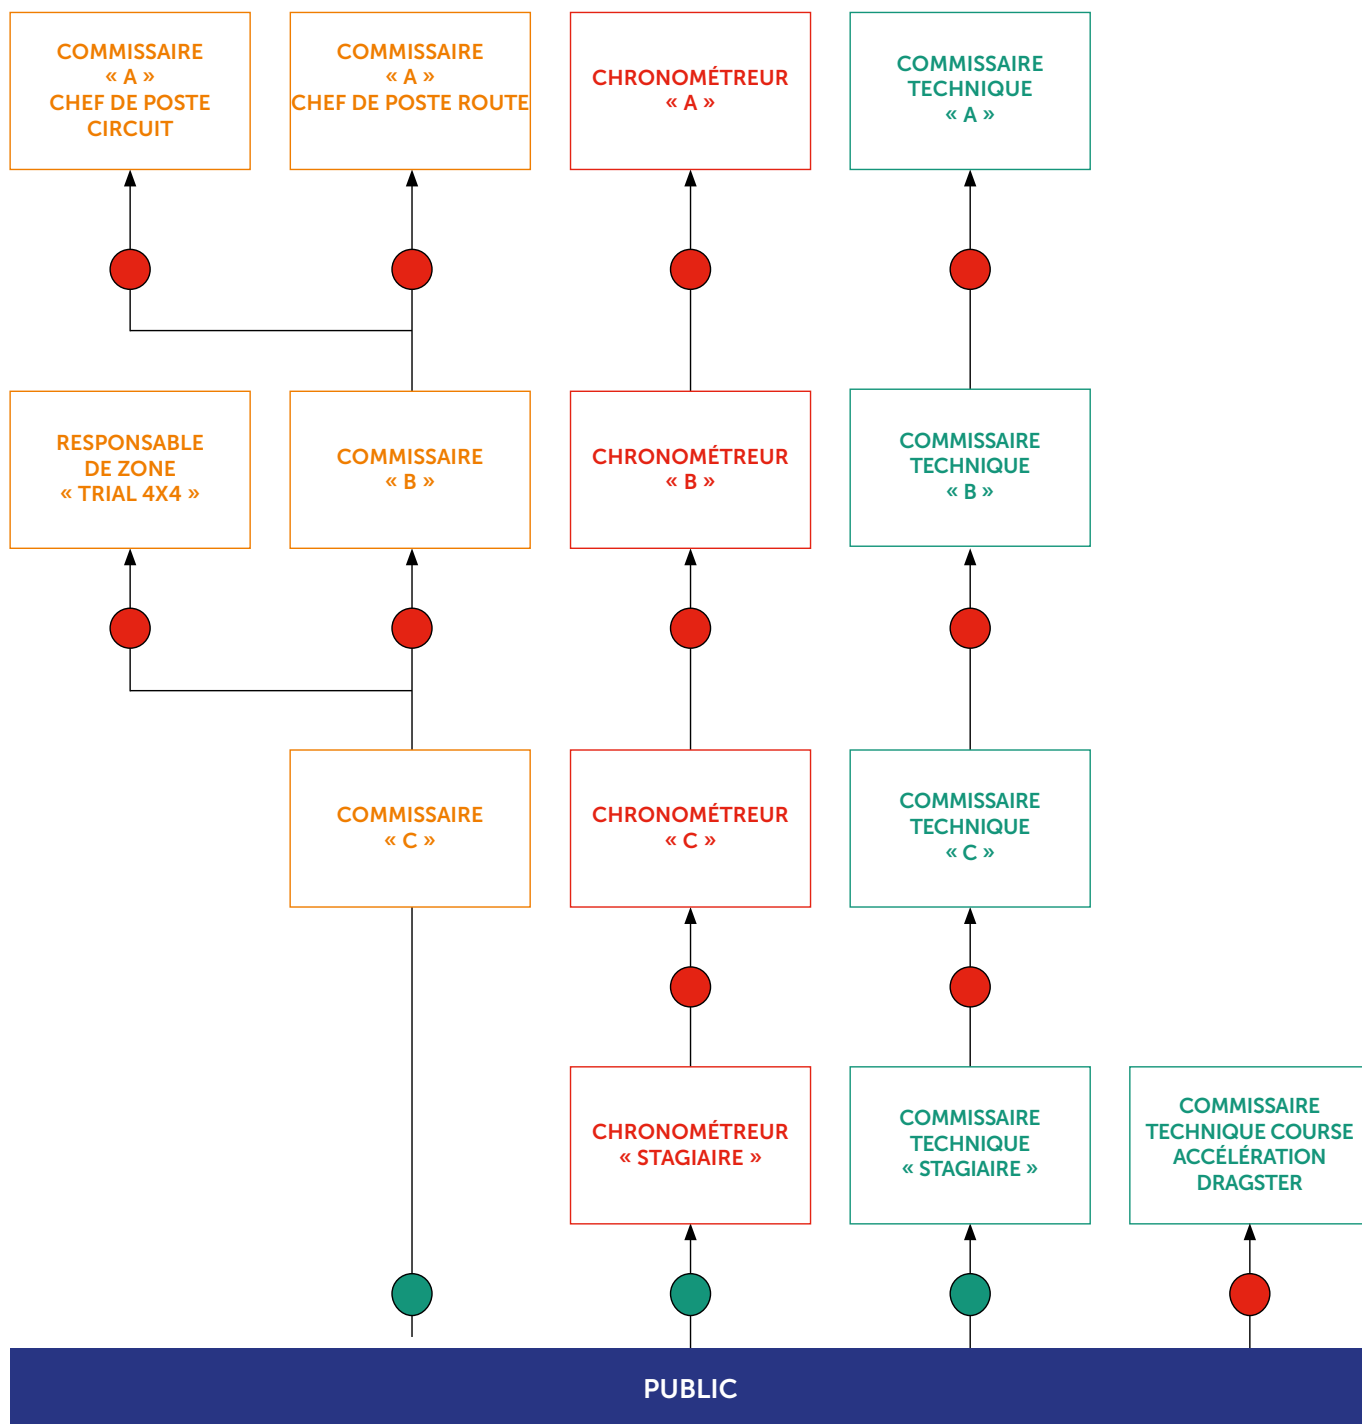 COMMISSAIRE
« A »
CHEF DE POSTE
CIRCUIT
COMMISSAIRE
« A »
CHEF DE POSTE ROUTE
CHRONOMÉTREUR
« A »
COMMISSAIRE
TECHNIQUE
« A »
RESPONSABLE
DE ZONE
« TRIAL 4X4 »
COMMISSAIRE
« B »
CHRONOMÉTREUR
« B »
COMMISSAIRE
TECHNIQUE
« B »
COMMISSAIRE
« C »
CHRONOMÉTREUR
« C »
COMMISSAIRE
TECHNIQUE
« C »
CHRONOMÉTREUR
« STAGIAIRE »
COMMISSAIRE
TECHNIQUE
« STAGIAIRE »
COMMISSAIRE
TECHNIQUE COURSE
ACCÉLÉRATION
DRAGSTER
PUBLIC